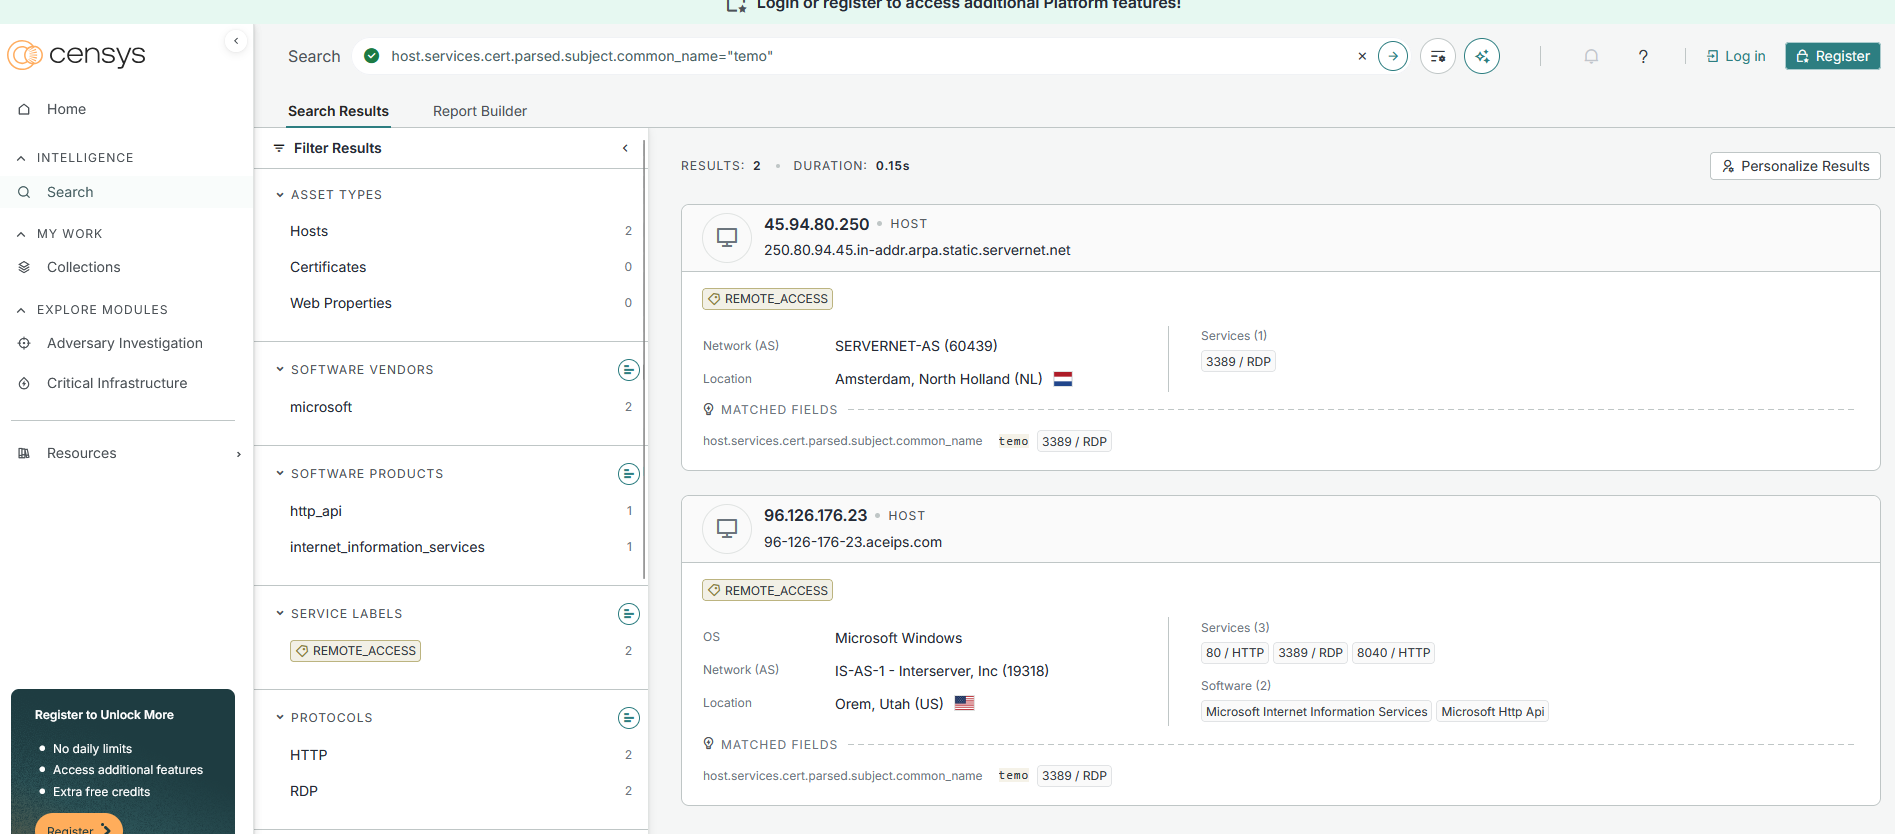 Login or register to access additional Platform features!
censys
Home
INTELLIGENCE
Search
MY WORK
Collections
EXPLORE MODULES
Adversary Investigation
Critical Infrastructure
Resources
Register to Unlock More
No daily limits
Access additional features
Extra free credits
Register
Search
host.services.cert.parsed.subject.common_name="temo"
Log in
Register
Search Results
Report Builder
Filter Results
ASSET TYPES
Hosts 2
Certificates 0
Web Properties 0
SOFTWARE VENDORS
microsoft 2
SOFTWARE PRODUCTS
http_api 1
internet_information_services 1
SERVICE LABELS
REMOTE_ACCESS 2
PROTOCOLS
HTTP 2
RDP 2
RESULTS: 2 • DURATION: 0.15s
Personalize Results
45.94.80.250 • HOST
250.80.94.45.in-addr.arpa.static.servernet.net
REMOTE_ACCESS
Network (AS) SERVERNET-AS (60439)
Location Amsterdam, North Holland (NL)
Services (1)
3389 / RDP
MATCHED FIELDS
host.services.cert.parsed.subject.common_name temo 3389 / RDP
96.126.176.23 • HOST
96-126-176-23.aceips.com
REMOTE_ACCESS
OS Microsoft Windows
Network (AS) IS-AS-1 - Interserver, Inc (19318)
Location Orem, Utah (US)
Services (3)
80 / HTTP 3389 / RDP 8040 / HTTP
Software (2)
Microsoft Internet Information Services Microsoft Http Api
MATCHED FIELDS
host.services.cert.parsed.subject.common_name temo 3389 / RDP